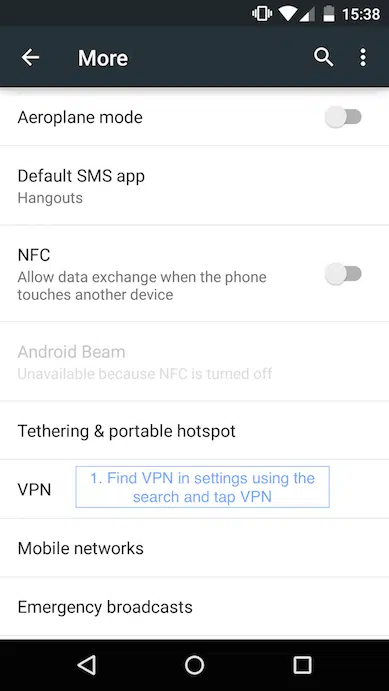 15:38
More
Aeroplane mode
Default SMS app
Hangouts
NFC
Allow data exchange when the phone
touches another device
Android Beam
Unavailable because NFC is turned off
Tethering & portable hotspot
VPN
1. Find VPN in settings using the
search and tap VPN
Mobile networks
Emergency broadcasts